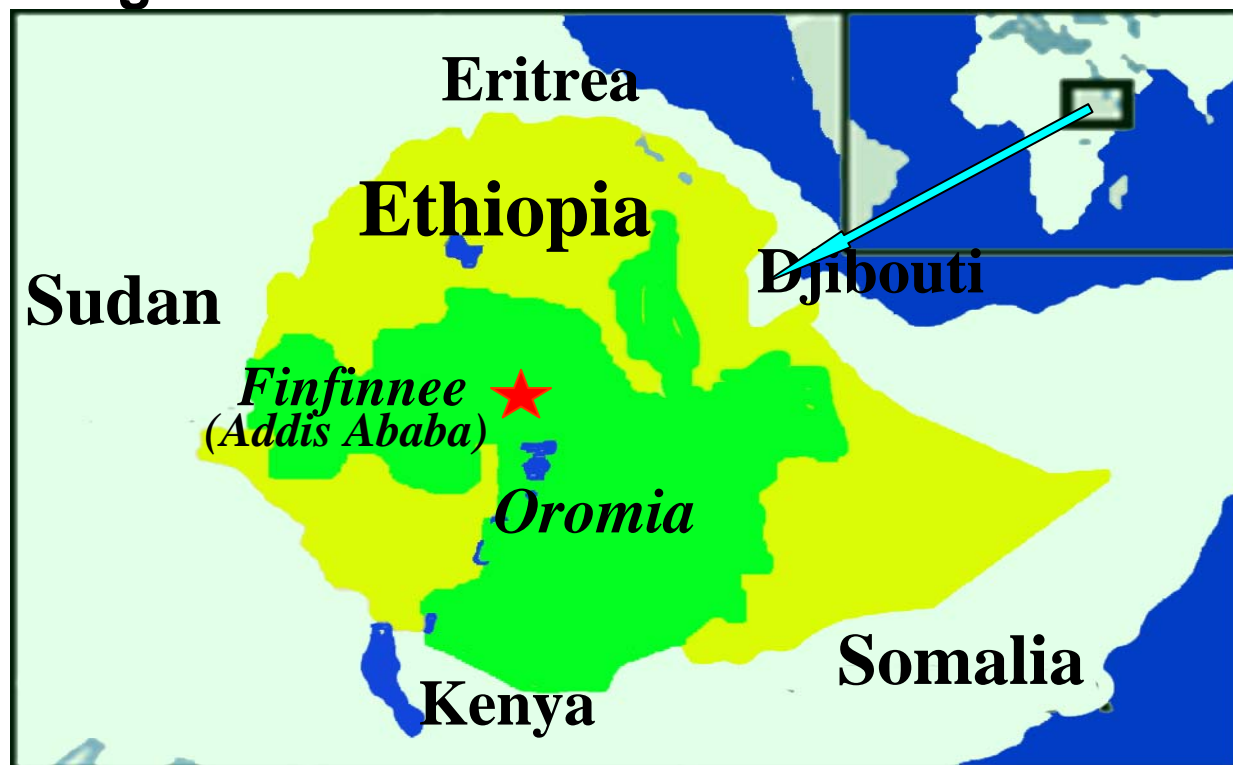 Eritrea
Ethiopia
Djibouti
Sudan
Finfinnee
(Addis Ababa)
Oromia
Somalia
Kenya